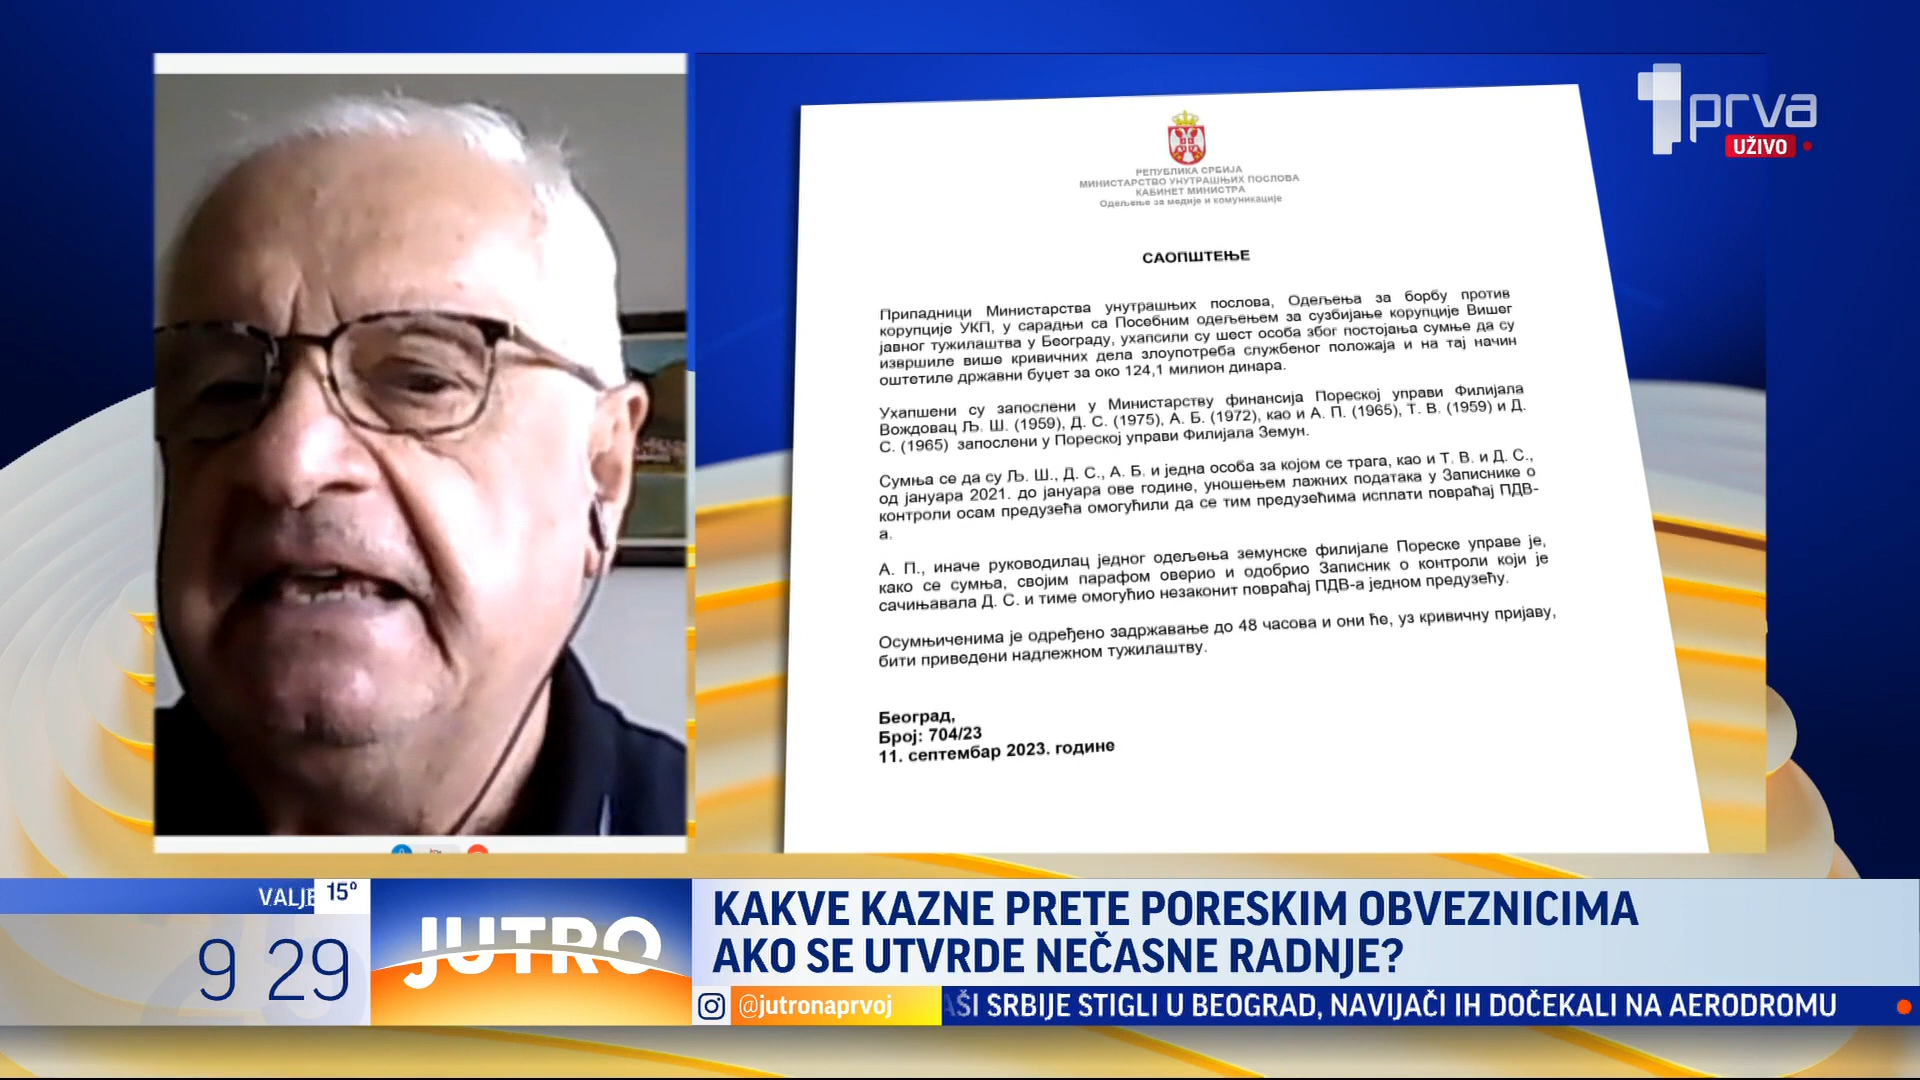 prva
UŽIVO
РЕПУБЛИКА СРБИЈА
МИНИСТАРСТВО УНУТРАШЊИХ ПОСЛОВА
КАБИНЕТ МИНИСТРА
Одељење за медије и комуникације
САОПШТЕЊЕ
Припадници Министарства унутрашњих послова, Одељења за борбу против
корупције УКП, у сарадњи са Посебним одељењем за сузбијање корупције Вишег
јавног тужилаштва у Београду, ухапсили су шест особа због постојања сумње да су
извршиле више кривичних дела злоупотреба службеног положаја и на тај начин
оштетиле државни буџет за око 124,1 милион динара.
Ухапшени су запослени у Министарству финансија Пореској управи Филијала
Вождовац Љ. Ш. (1959), Д. С. (1975), А. Б. (1972), као и А. П. (1965), Т. В. (1959) и Д.
С. (1965) запослени у Пореској управи Филијала Земун.
Сумња се да су Љ. Ш., Д. С., А. Б. и једна особа за којом се трага, као и Т. В. и Д. С.,
од јануара 2021. до јануара ове године, уношењем лажних података у Записнике о
контроли осам предузећа омогућили да се тим предузећима исплати повраћај ПДВ-
а.
А. П., иначе руководилац једног одељења земунске филијале Пореске управе је,
како се сумња, својим парафом оверио и одобрио Записник о контроли који је
сачињавала Д. С. и тиме омогућио незаконит повраћај ПДВ-а једном предузећу.
Осумњиченима је одређено задржавање до 48 часова и они ће, уз кривичну пријаву,
бити приведени надлежном тужилаштву.
Београд,
Број: 704/23
11. септембар 2023. године
VALJE 15°
9 29
JUTRO
KAKVE KAZNE PRETE PORESKIM OBVEZNICIMA
AKO SE UTVRDE NEČASNE RADNJE?
@jutronaprvoj
AŠI SRBIJE STIGLI U BEOGRAD, NAVIJAČI IH DOČEKALI NA AERODROMU